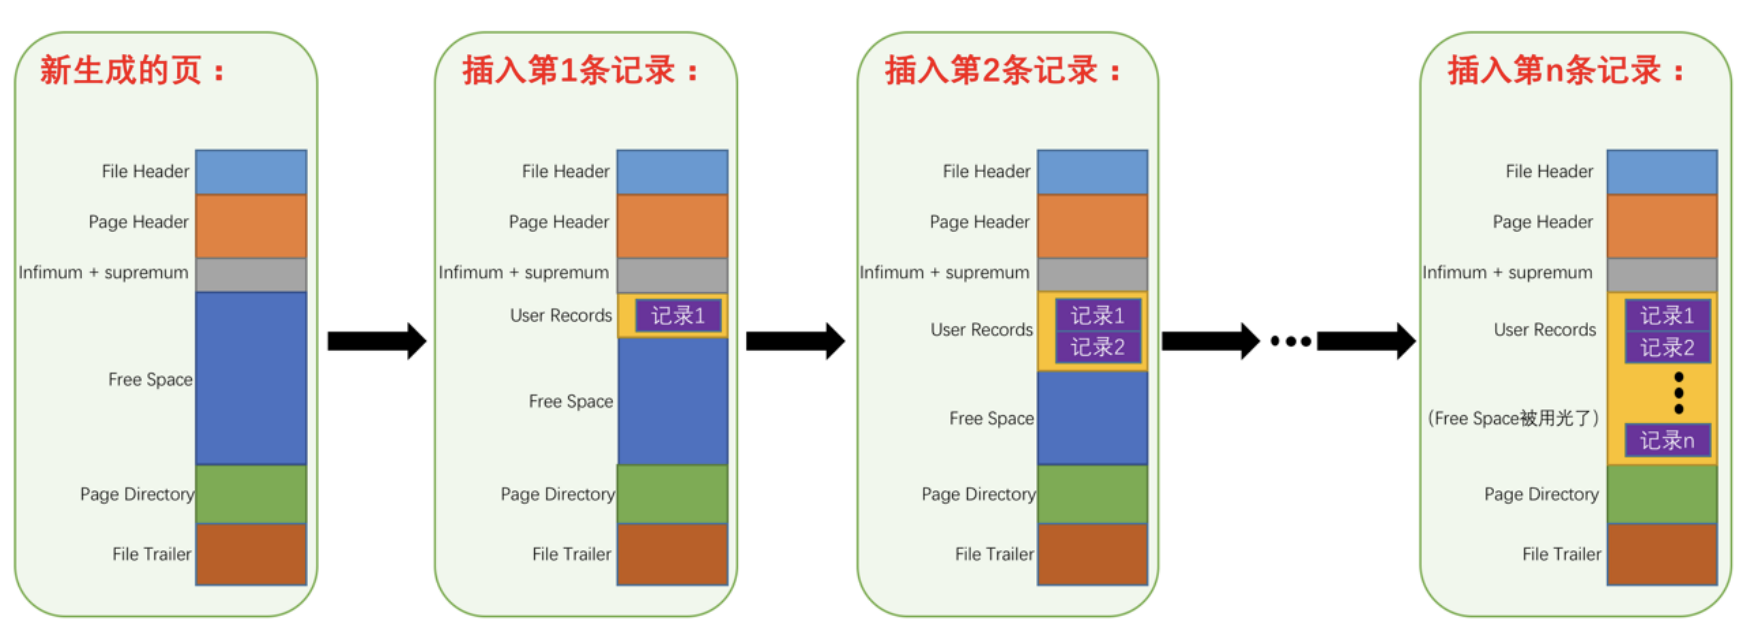 新生成的页：
File Header
Page Header
Infimum + supremum
Free Space
Page Directory
File Trailer
插入第1条记录：
File Header
Page Header
Infimum + supremum
User Records
记录1
Free Space
Page Directory
File Trailer
插入第2条记录：
File Header
Page Header
Infimum + supremum
User Records
记录1
记录2
Free Space
Page Directory
File Trailer
插入第n条记录：
File Header
Page Header
Infimum + supremum
User Records
记录1
记录2
(Free Space被用光了)
记录n
Page Directory
File Trailer